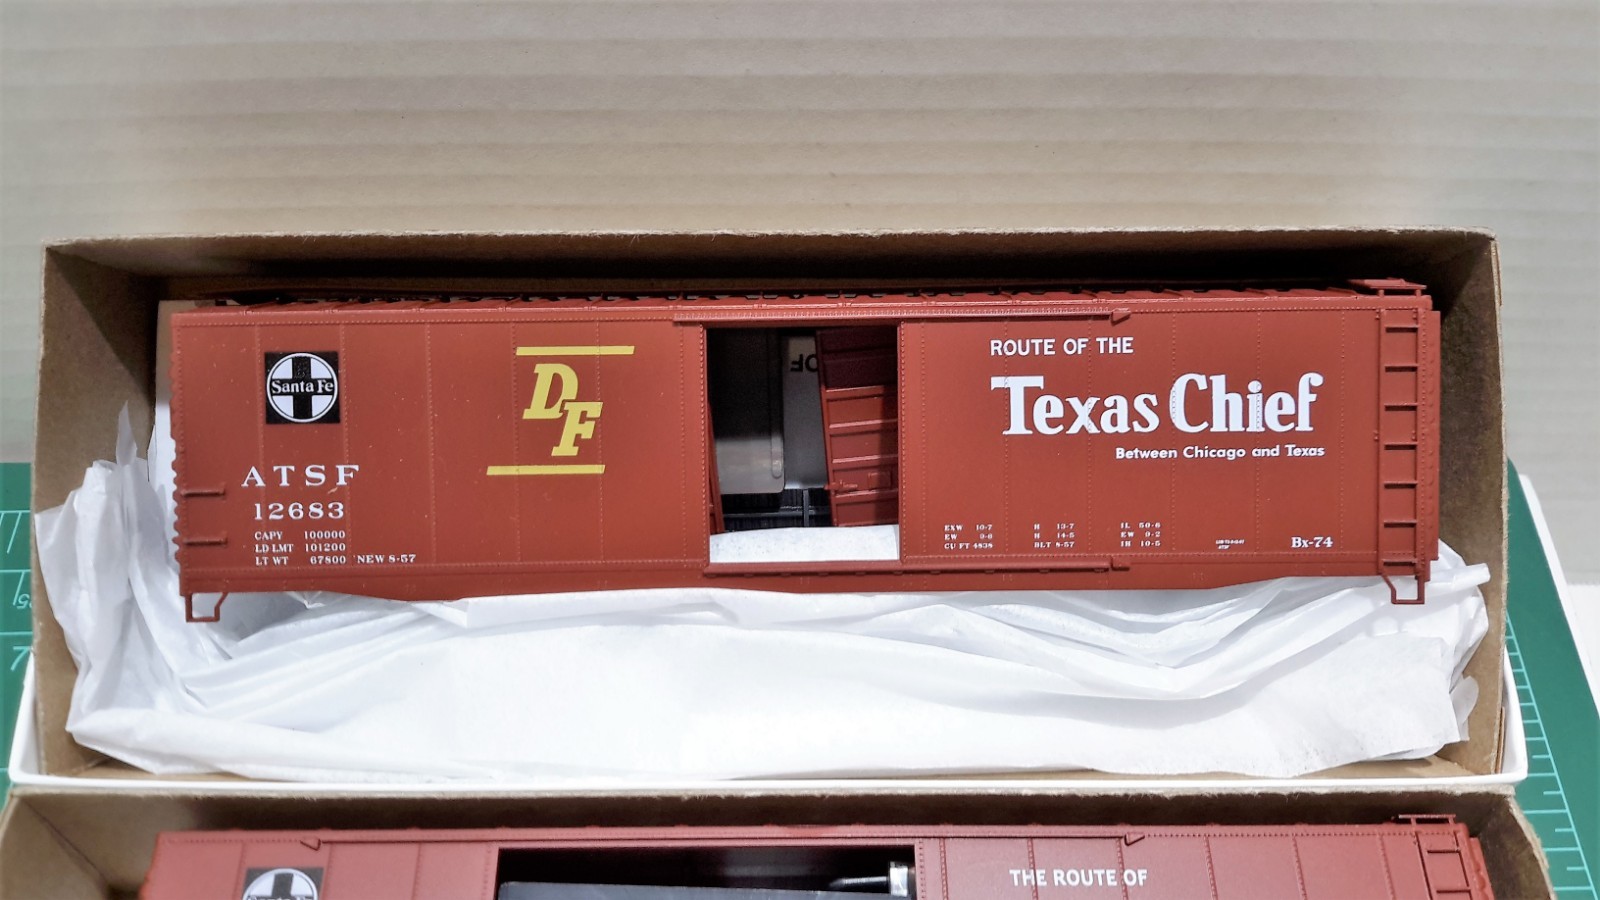 Santa Fe
DF
ATSF
12683
CAPY 100000
LD LMT 101200
LT WT 67800 NEW 8-57
ROUTE OF THE
Texas Chief
Between Chicago and Texas
EXW 10-7 H 13-7 IL 50-6
EW 9-6 H 14-5 EW 9-2
CU FT 4838 BLT 8-57 IH 10-5
Bx-74
THE ROUTE OF